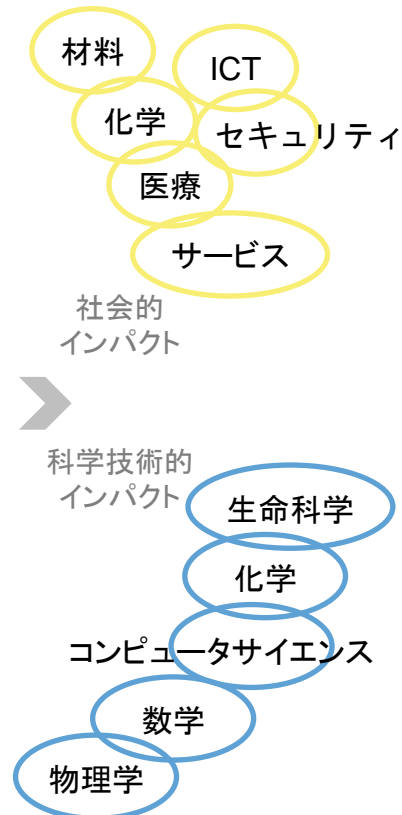 材料
ICT
化学
セキュリティ
医療
サービス
社会的
インパクト
科学技術的
インパクト
生命科学
化学
コンピュータサイエンス
数学
物理学